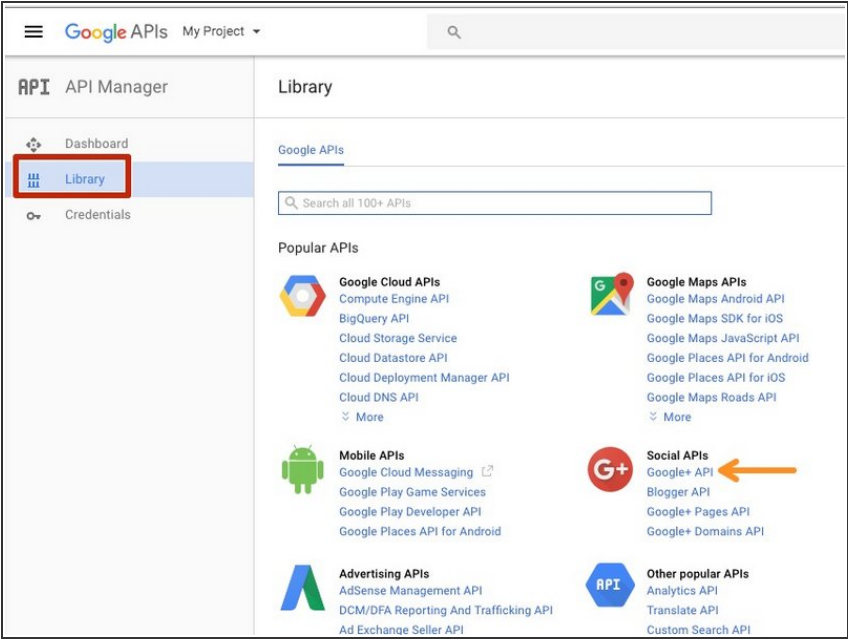 Google APIs My Project
API API Manager
Library
Dashboard
Library
Credentials
Google APIs
Search all 100+ APIs
Popular APIs
Google Cloud APIs
Compute Engine API
BigQuery API
Cloud Storage Service
Cloud Datastore API
Cloud Deployment Manager API
Cloud DNS API
More
G
Google Maps APIs
Google Maps Android API
Google Maps SDK for iOS
Google Maps JavaScript API
Google Places API for Android
Google Places API for iOS
Google Maps Roads API
More
Mobile APIs
Google Cloud Messaging
Google Play Game Services
Google Play Developer API
Google Places API for Android
G+
Social APIs
Google+ API
Blogger API
Google+ Pages API
Google+ Domains API
Advertising APIs
AdSense Management API
DCM/DFA Reporting And Trafficking API
Ad Exchange Seller API
API
Other popular APIs
Analytics API
Translate API
Custom Search API